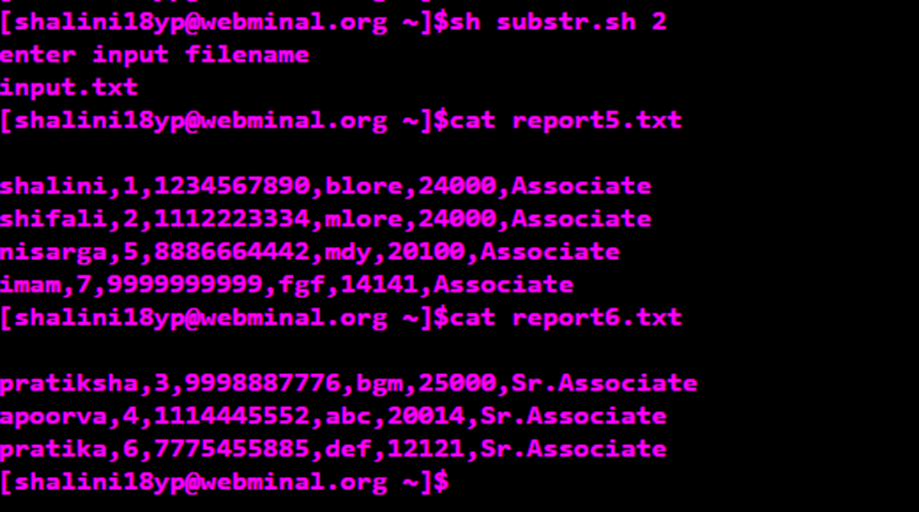 [shalini18yp@webminal.org ~]$sh substr.sh 2
enter input filename
input.txt
[shalini18yp@webminal.org ~]$cat report5.txt
shalini,1,1234567890,blore,24000,Associate
shifali,2,1112223334,mlore,24000,Associate
nisarga,5,8886664442,mdy,20100,Associate
imam,7,9999999999,fgf,14141,Associate
[shalini18yp@webminal.org ~]$cat report6.txt
pratiksha,3,9998887776,bgm,25000,Sr.Associate
apoorva,4,1114445552,abc,20014,Sr.Associate
pratika,6,7775455885,def,12121,Sr.Associate
[shalini18yp@webminal.org ~]$